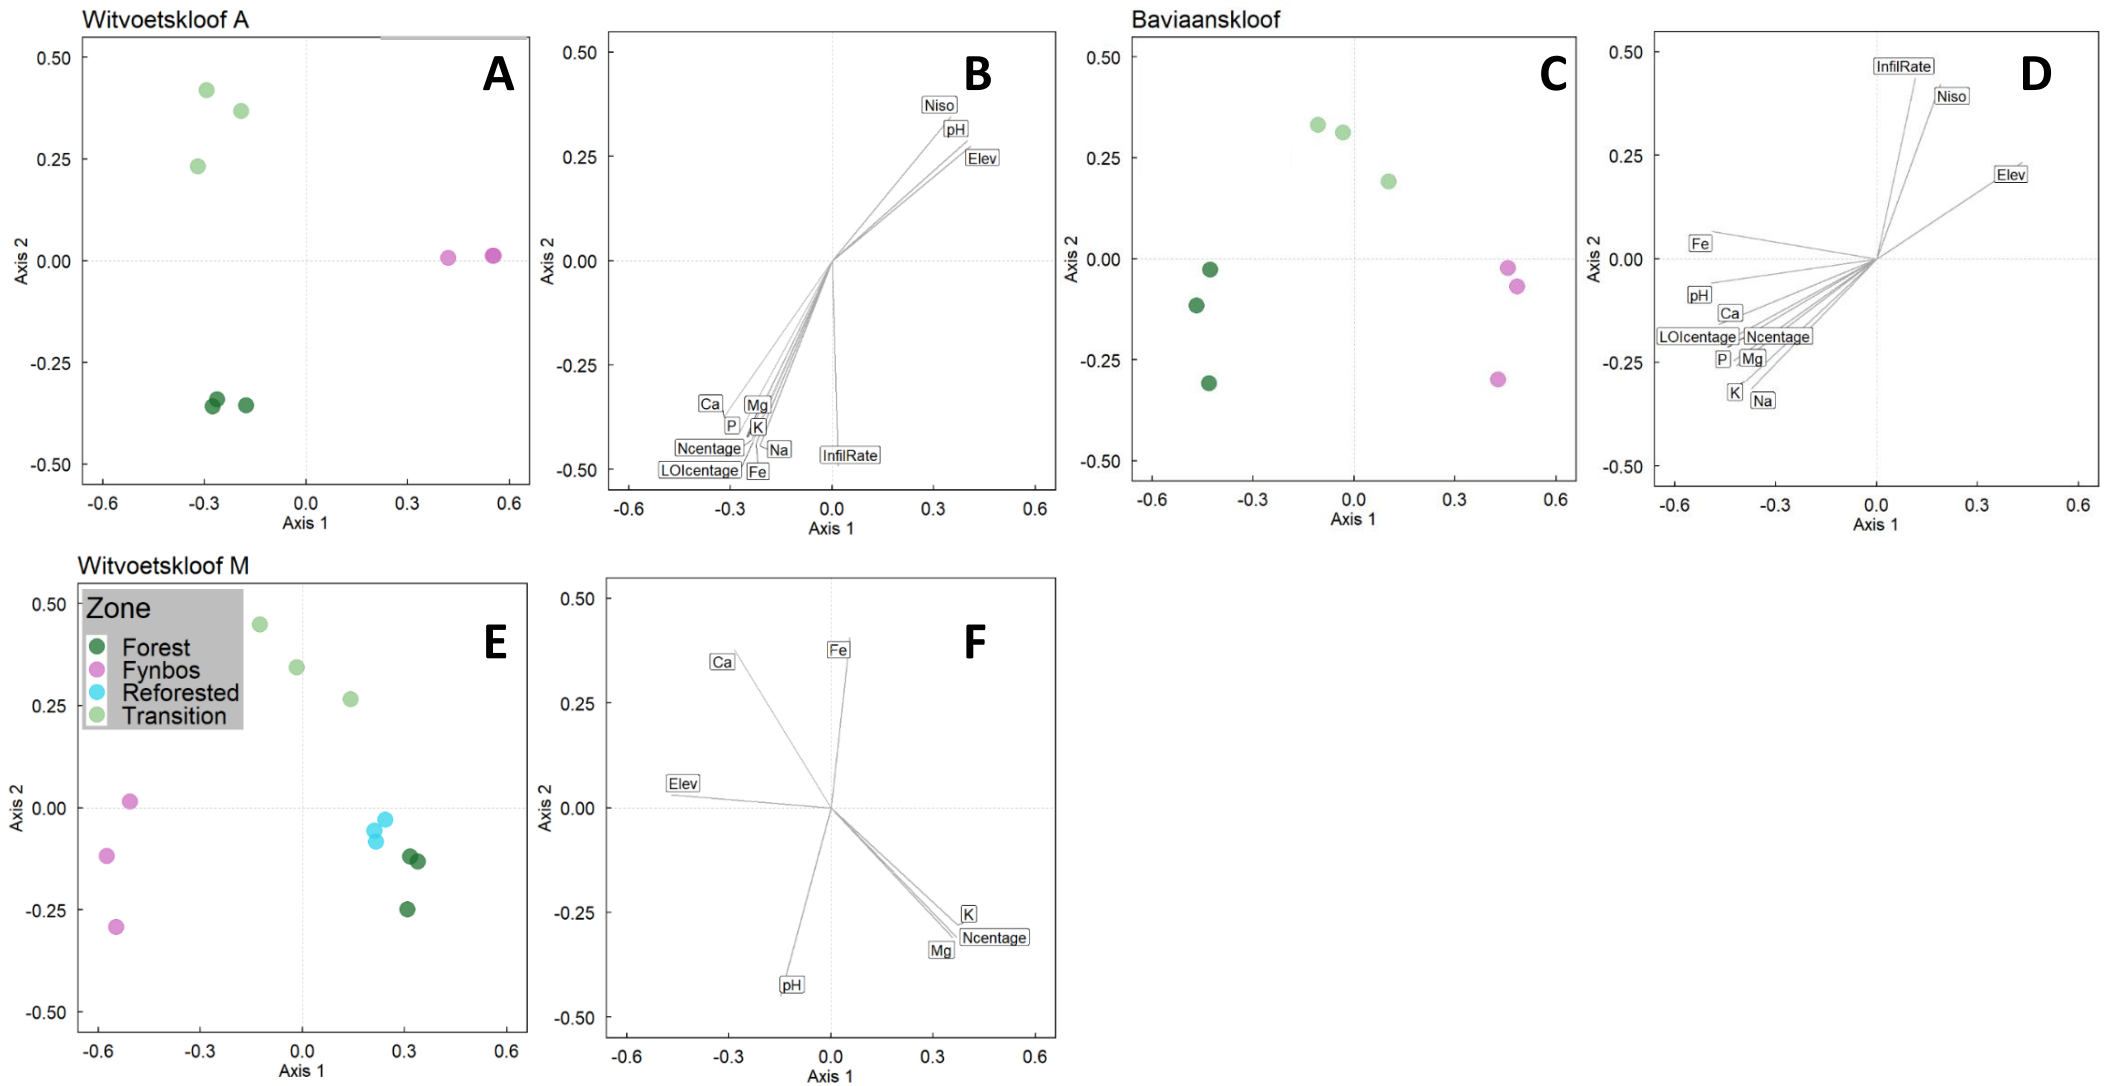 Witvoetskloof A
A
0.50
0.25
0.00
-0.25
-0.50
Axis 2
-0.6
-0.3
0.0
0.3
0.6
Axis 1
B
0.50
0.25
0.00
-0.25
-0.50
Axis 2
Niso
pH
Elev
Ca
Mg
P
K
Ncentage
Na
LOIcentage
Fe
InfilRate
-0.6
-0.3
0.0
0.3
0.6
Axis 1
Baviaanskloof
C
0.50
0.25
0.00
-0.25
-0.50
Axis 2
-0.6
-0.3
0.0
0.3
0.6
Axis 1
D
0.50
0.25
0.00
-0.25
-0.50
Axis 2
InfilRate
Niso
Elev
Fe
pH
Ca
LOIcentage
Ncentage
P
Mg
K
Na
-0.6
-0.3
0.0
0.3
0.6
Axis 1
Witvoetskloof M
E
Zone
Forest
Fynbos
Reforested
Transition
0.50
0.25
0.00
-0.25
-0.50
Axis 2
-0.6
-0.3
0.0
0.3
0.6
Axis 1
F
0.50
0.25
0.00
-0.25
-0.50
Axis 2
Ca
Fe
Elev
K
Ncentage
Mg
pH
-0.6
-0.3
0.0
0.3
0.6
Axis 1